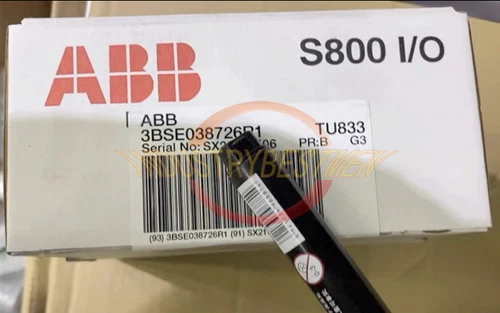 ABB
S800 I/O
ABB
3BSE038726R1
TU833
Serial No: SX2 06
PR:B
G3
(93) 3BSE038726R1 (91) SX2